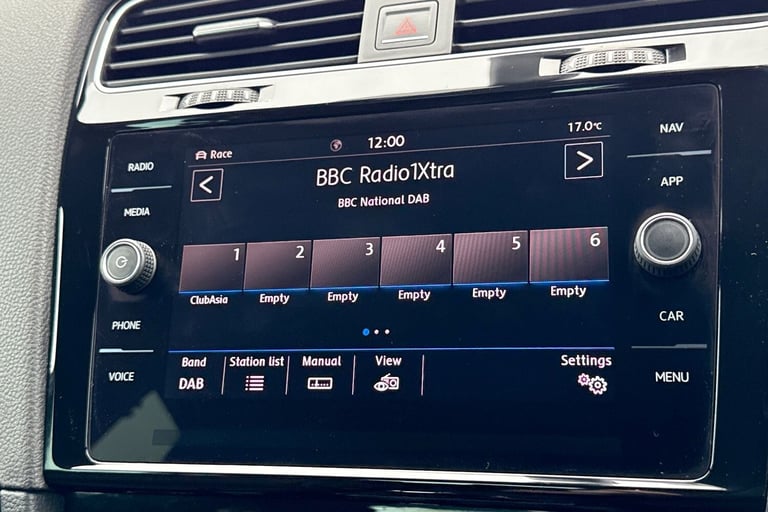 Race
12:00
17.0°C
BBC Radio1Xtra
BBC National DAB
<
>
1 2 3 4 5 6
ClubAsia Empty Empty Empty Empty Empty
Band Station list Manual View Settings
DAB
RADIO
MEDIA
PHONE
VOICE
NAV
APP
CAR
MENU